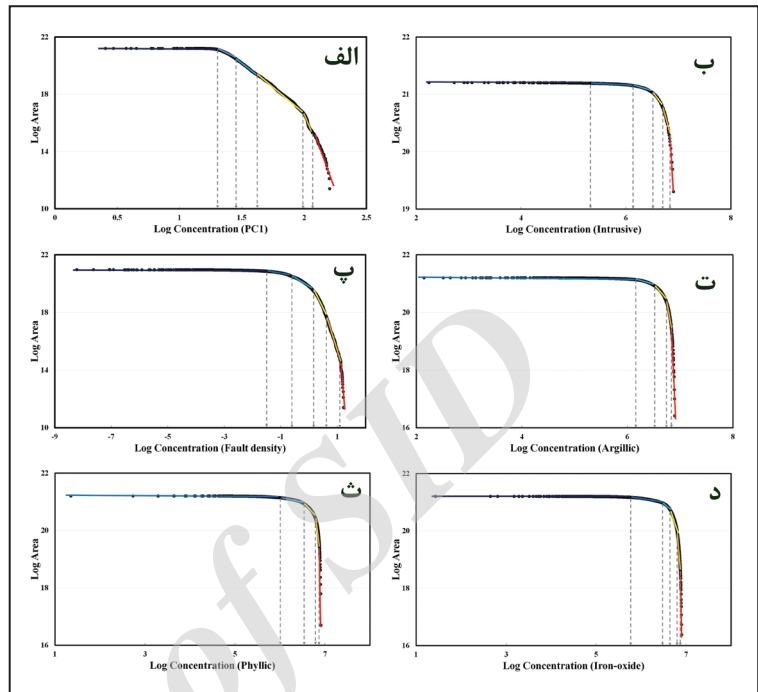 الف
Log Area
22
18
14
10
0
0.5
1
1.5
2
2.5
Log Concentration (PC1)
ب
Log Area
22
21
20
19
2
4
6
8
Log Concentration (Intrusive)
پ
Log Area
22
18
14
10
-9
-7
-5
-3
-1
1
Log Concentration (Fault density)
ت
Log Area
22
20
18
16
2
4
6
8
Log Concentration (Argillic)
ث
Log Area
22
20
18
16
1
3
5
7
Log Concentration (Phyllic)
د
Log Area
22
20
18
16
1
3
5
7
Log Concentration (Iron-oxide)
of SID